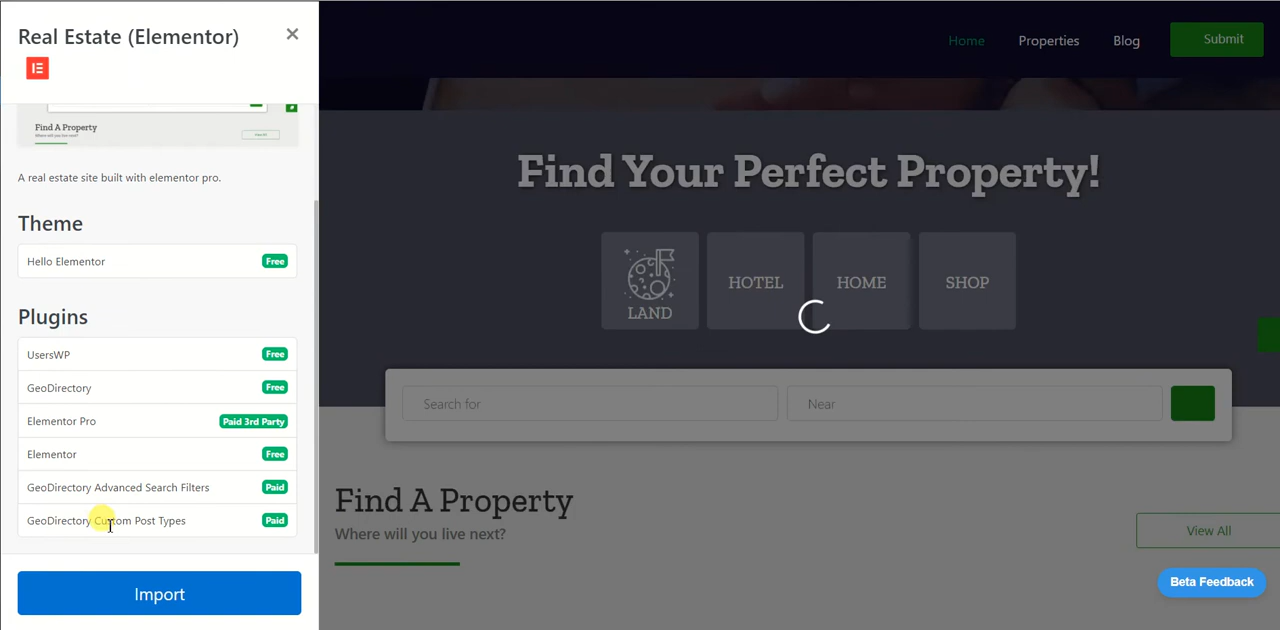 Real Estate (Elementor)
Find A Property
A real estate site built with elementor pro.
Theme
Hello Elementor Free
Plugins
UsersWP Free
GeoDirectory Free
Elementor Pro Paid 3rd Party
Elementor Free
GeoDirectory Advanced Search Filters Paid
GeoDirectory Custom Post Types Paid
Import
Home Properties Blog Submit
Find Your Perfect Property!
LAND HOTEL HOME SHOP
Search for Near
Find A Property
Where will you live next?
View All
Beta Feedback